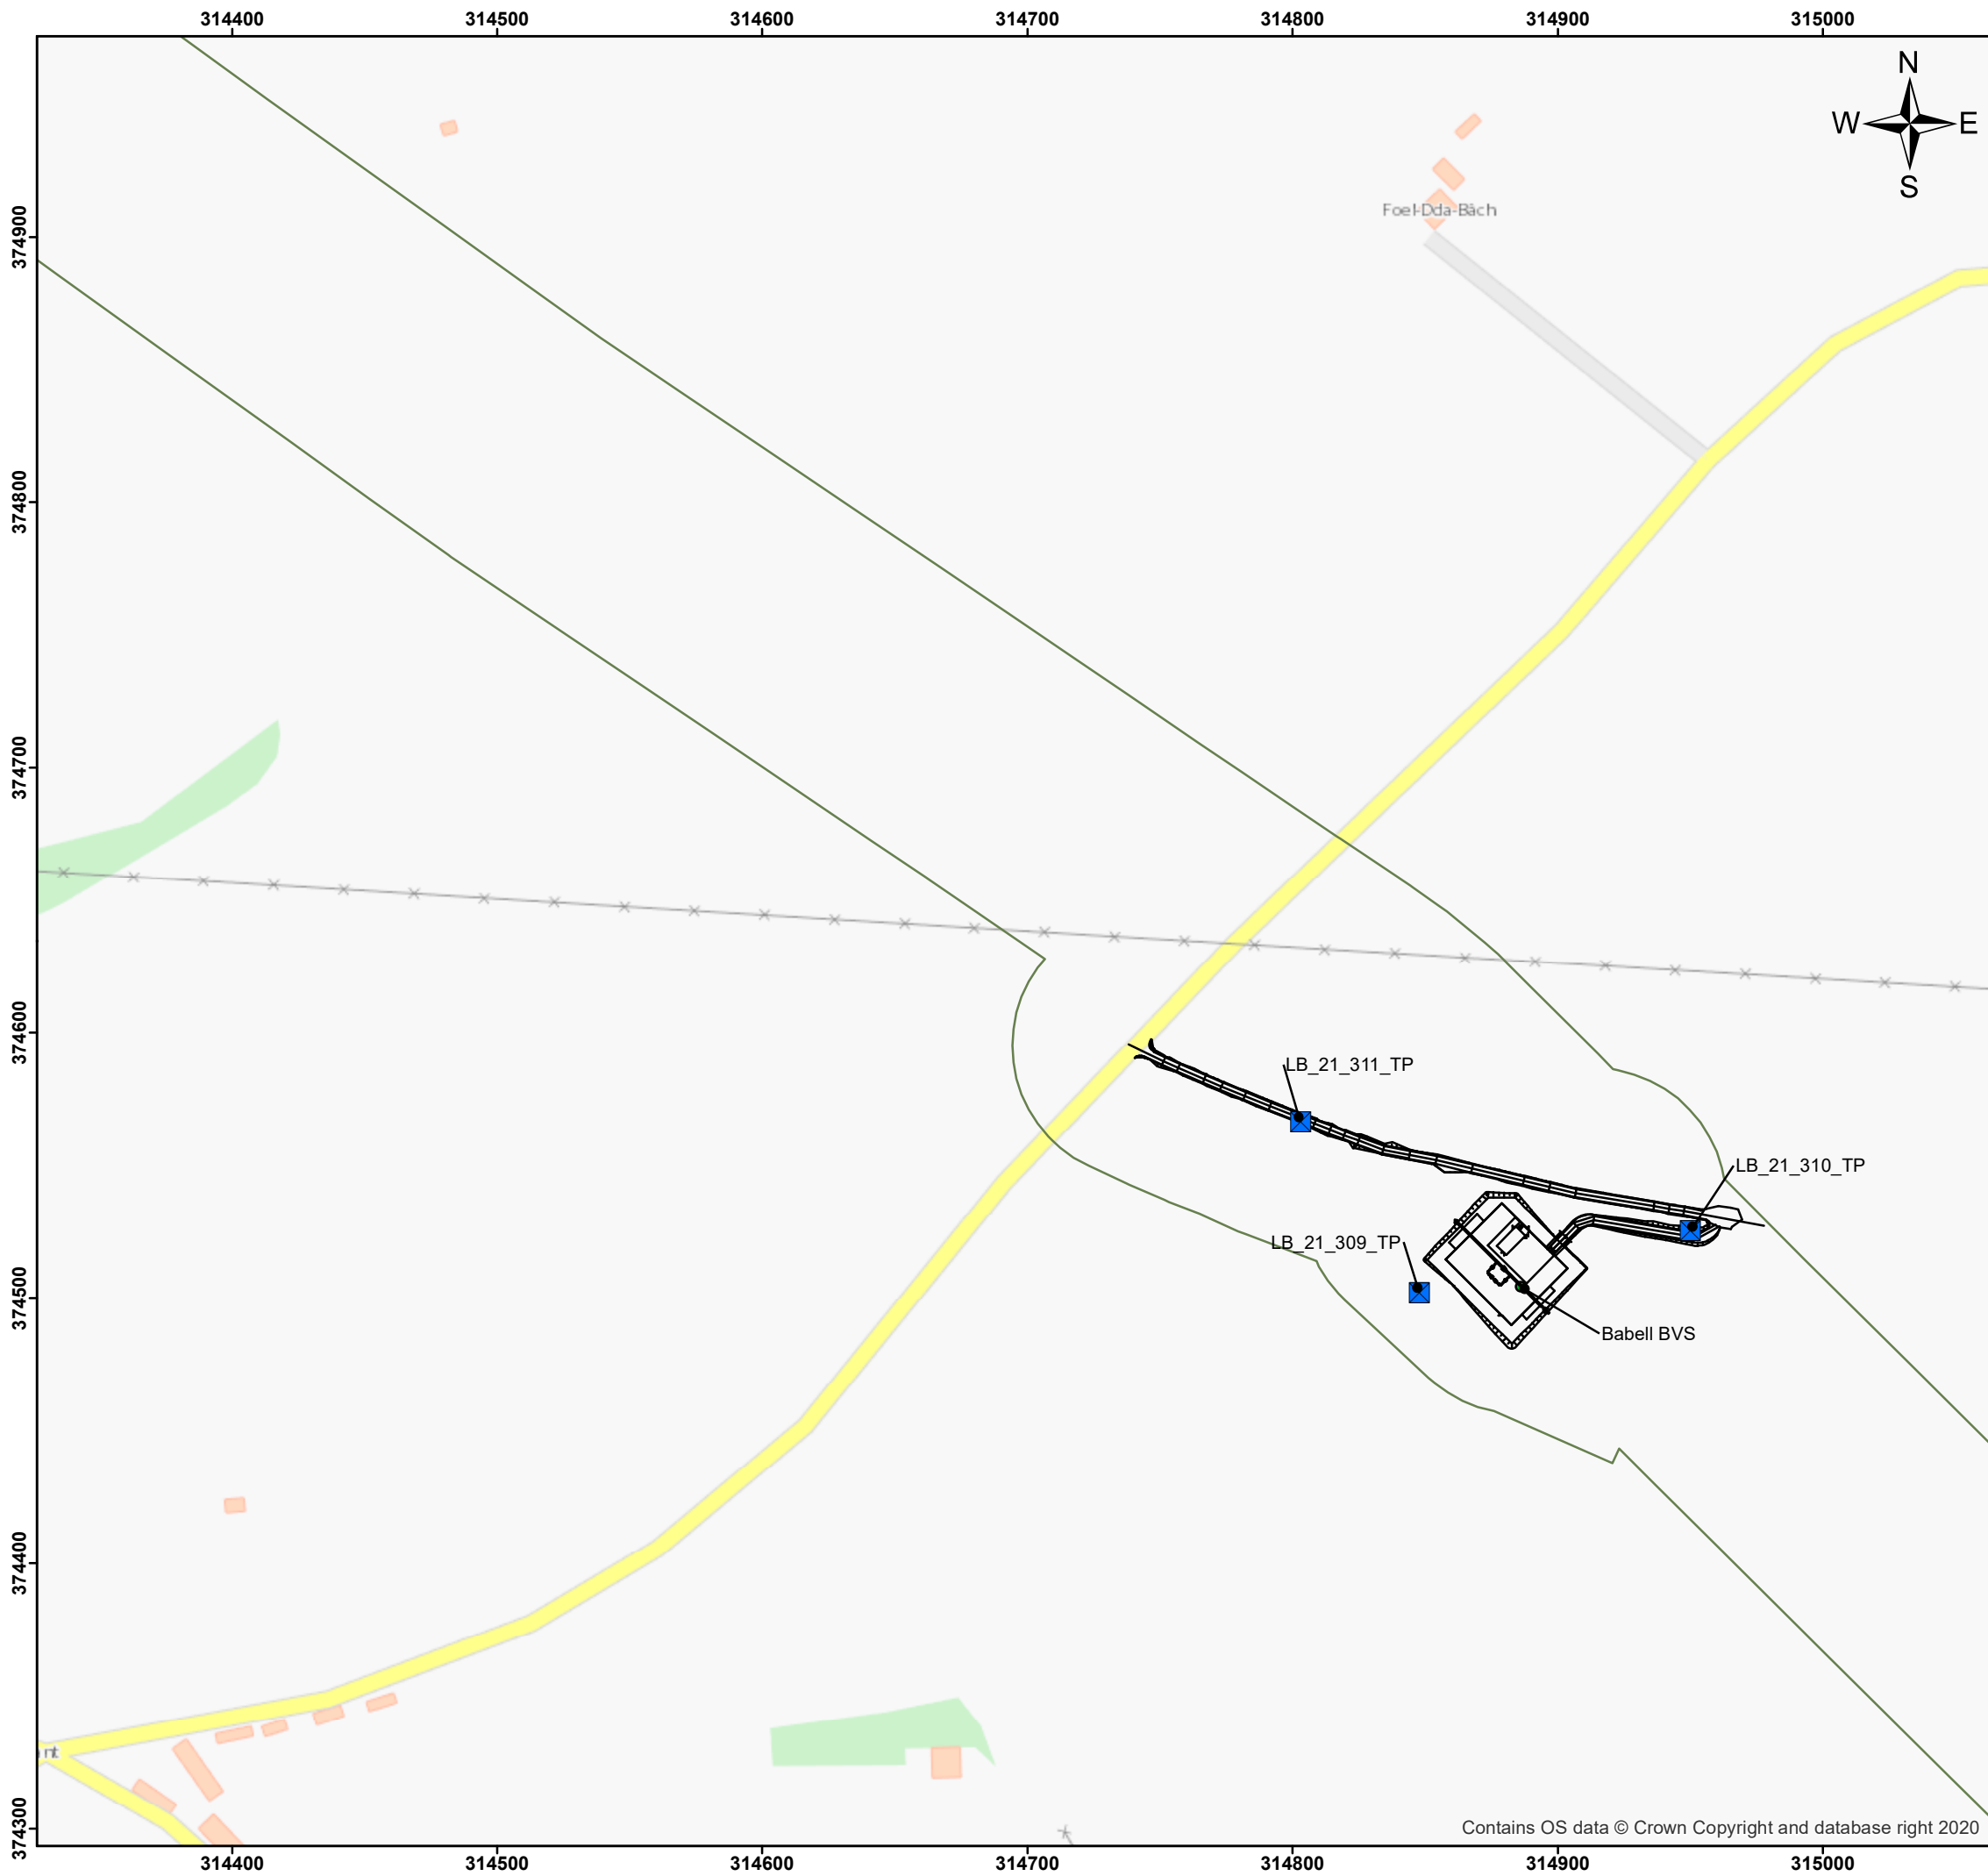 314400 314500 314600 314700 314800 314900 315000
N
W E
S
374900
374800
374700
374600
374500
374400
374300
Foel-Dda-Bâch
LB_21_311_TP
LB_21_310_TP
LB_21_309_TP
Babell BVS
nt
Contains OS data © Crown Copyright and database right 2020
314400 314500 314600 314700 314800 314900 315000